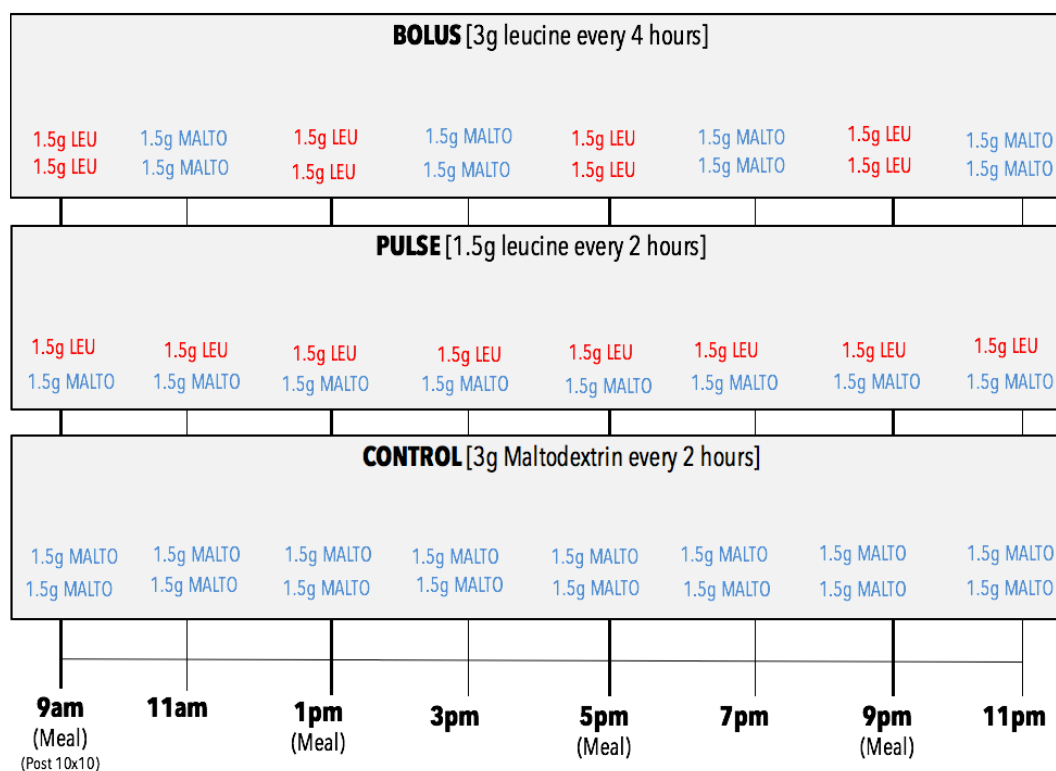 BOLUS [3g leucine every 4 hours]
1.5g LEU 1.5g MALTO 1.5g LEU 1.5g MALTO 1.5g LEU 1.5g MALTO 1.5g LEU 1.5g MALTO
1.5g LEU 1.5g MALTO 1.5g LEU 1.5g MALTO 1.5g LEU 1.5g MALTO 1.5g LEU 1.5g MALTO
PULSE [1.5g leucine every 2 hours]
1.5g LEU 1.5g LEU 1.5g LEU 1.5g LEU 1.5g LEU 1.5g LEU 1.5g LEU 1.5g LEU
1.5g MALTO 1.5g MALTO 1.5g MALTO 1.5g MALTO 1.5g MALTO 1.5g MALTO 1.5g MALTO 1.5g MALTO
CONTROL [3g Maltodextrin every 2 hours]
1.5g MALTO 1.5g MALTO 1.5g MALTO 1.5g MALTO 1.5g MALTO 1.5g MALTO 1.5g MALTO 1.5g MALTO
1.5g MALTO 1.5g MALTO 1.5g MALTO 1.5g MALTO 1.5g MALTO 1.5g MALTO 1.5g MALTO 1.5g MALTO
9am 11am 1pm 3pm 5pm 7pm 9pm 11pm
(Meal) (Meal) (Meal) (Meal)
(Post 10x10)